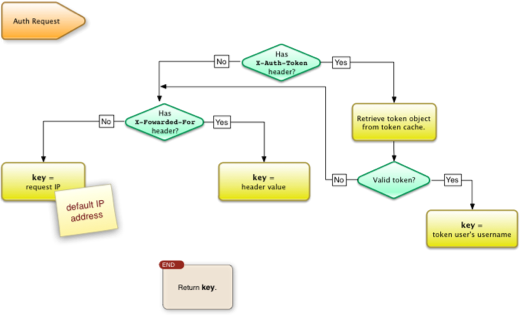 Auth Request
Has
X-Auth-Token
header?
No
Yes
Has
X-Fowarded-For
header?
No
Yes
Retrieve token object
from token cache.
key =
request IP
default IP
address
key =
header value
No
Valid token?
Yes
key =
token user's username
END
Return key.